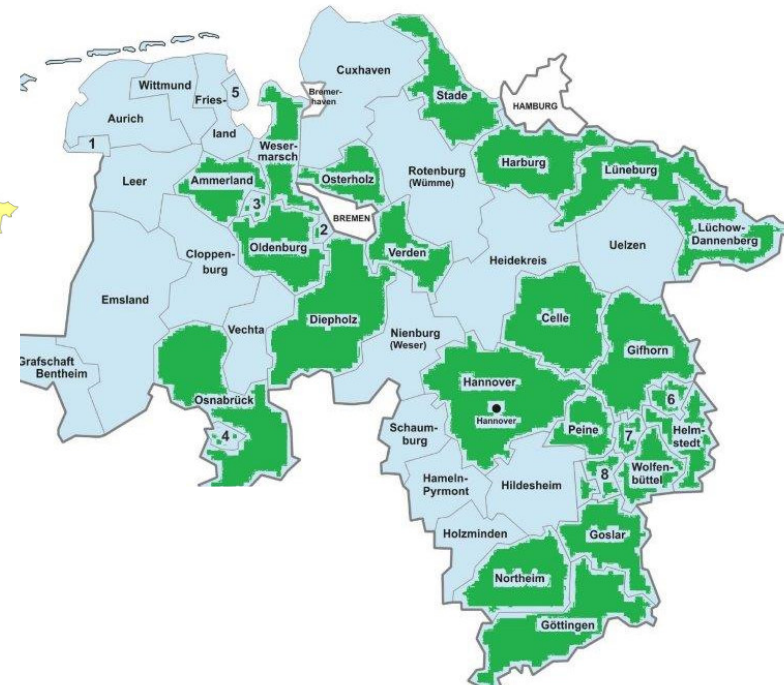 Cuxhaven
Wittmund
Fries-
land
5
Bremer-
haven
Aurich
1
Stade
HAMBURG
Weser-
marsch
Leer
Ammerland
Osterholz
Rotenburg
(Wümme)
Harburg
Lüneburg
3
2
BREMEN
Lüchow-
Dannenberg
Oldenburg
Verden
Uelzen
Cloppen-
burg
Heidekreis
Emsland
Vechta
Diepholz
Nienburg
(Weser)
Celle
Gifhorn
Grafschaft
Bentheim
Hannover
Hannover
Osnabrück
6
4
Schaum-
burg
Peine
7
Helm-
stedt
Hameln-
Pyrmont
Hildesheim
8
Wolfen-
büttel
Holzminden
Goslar
Northeim
Göttingen